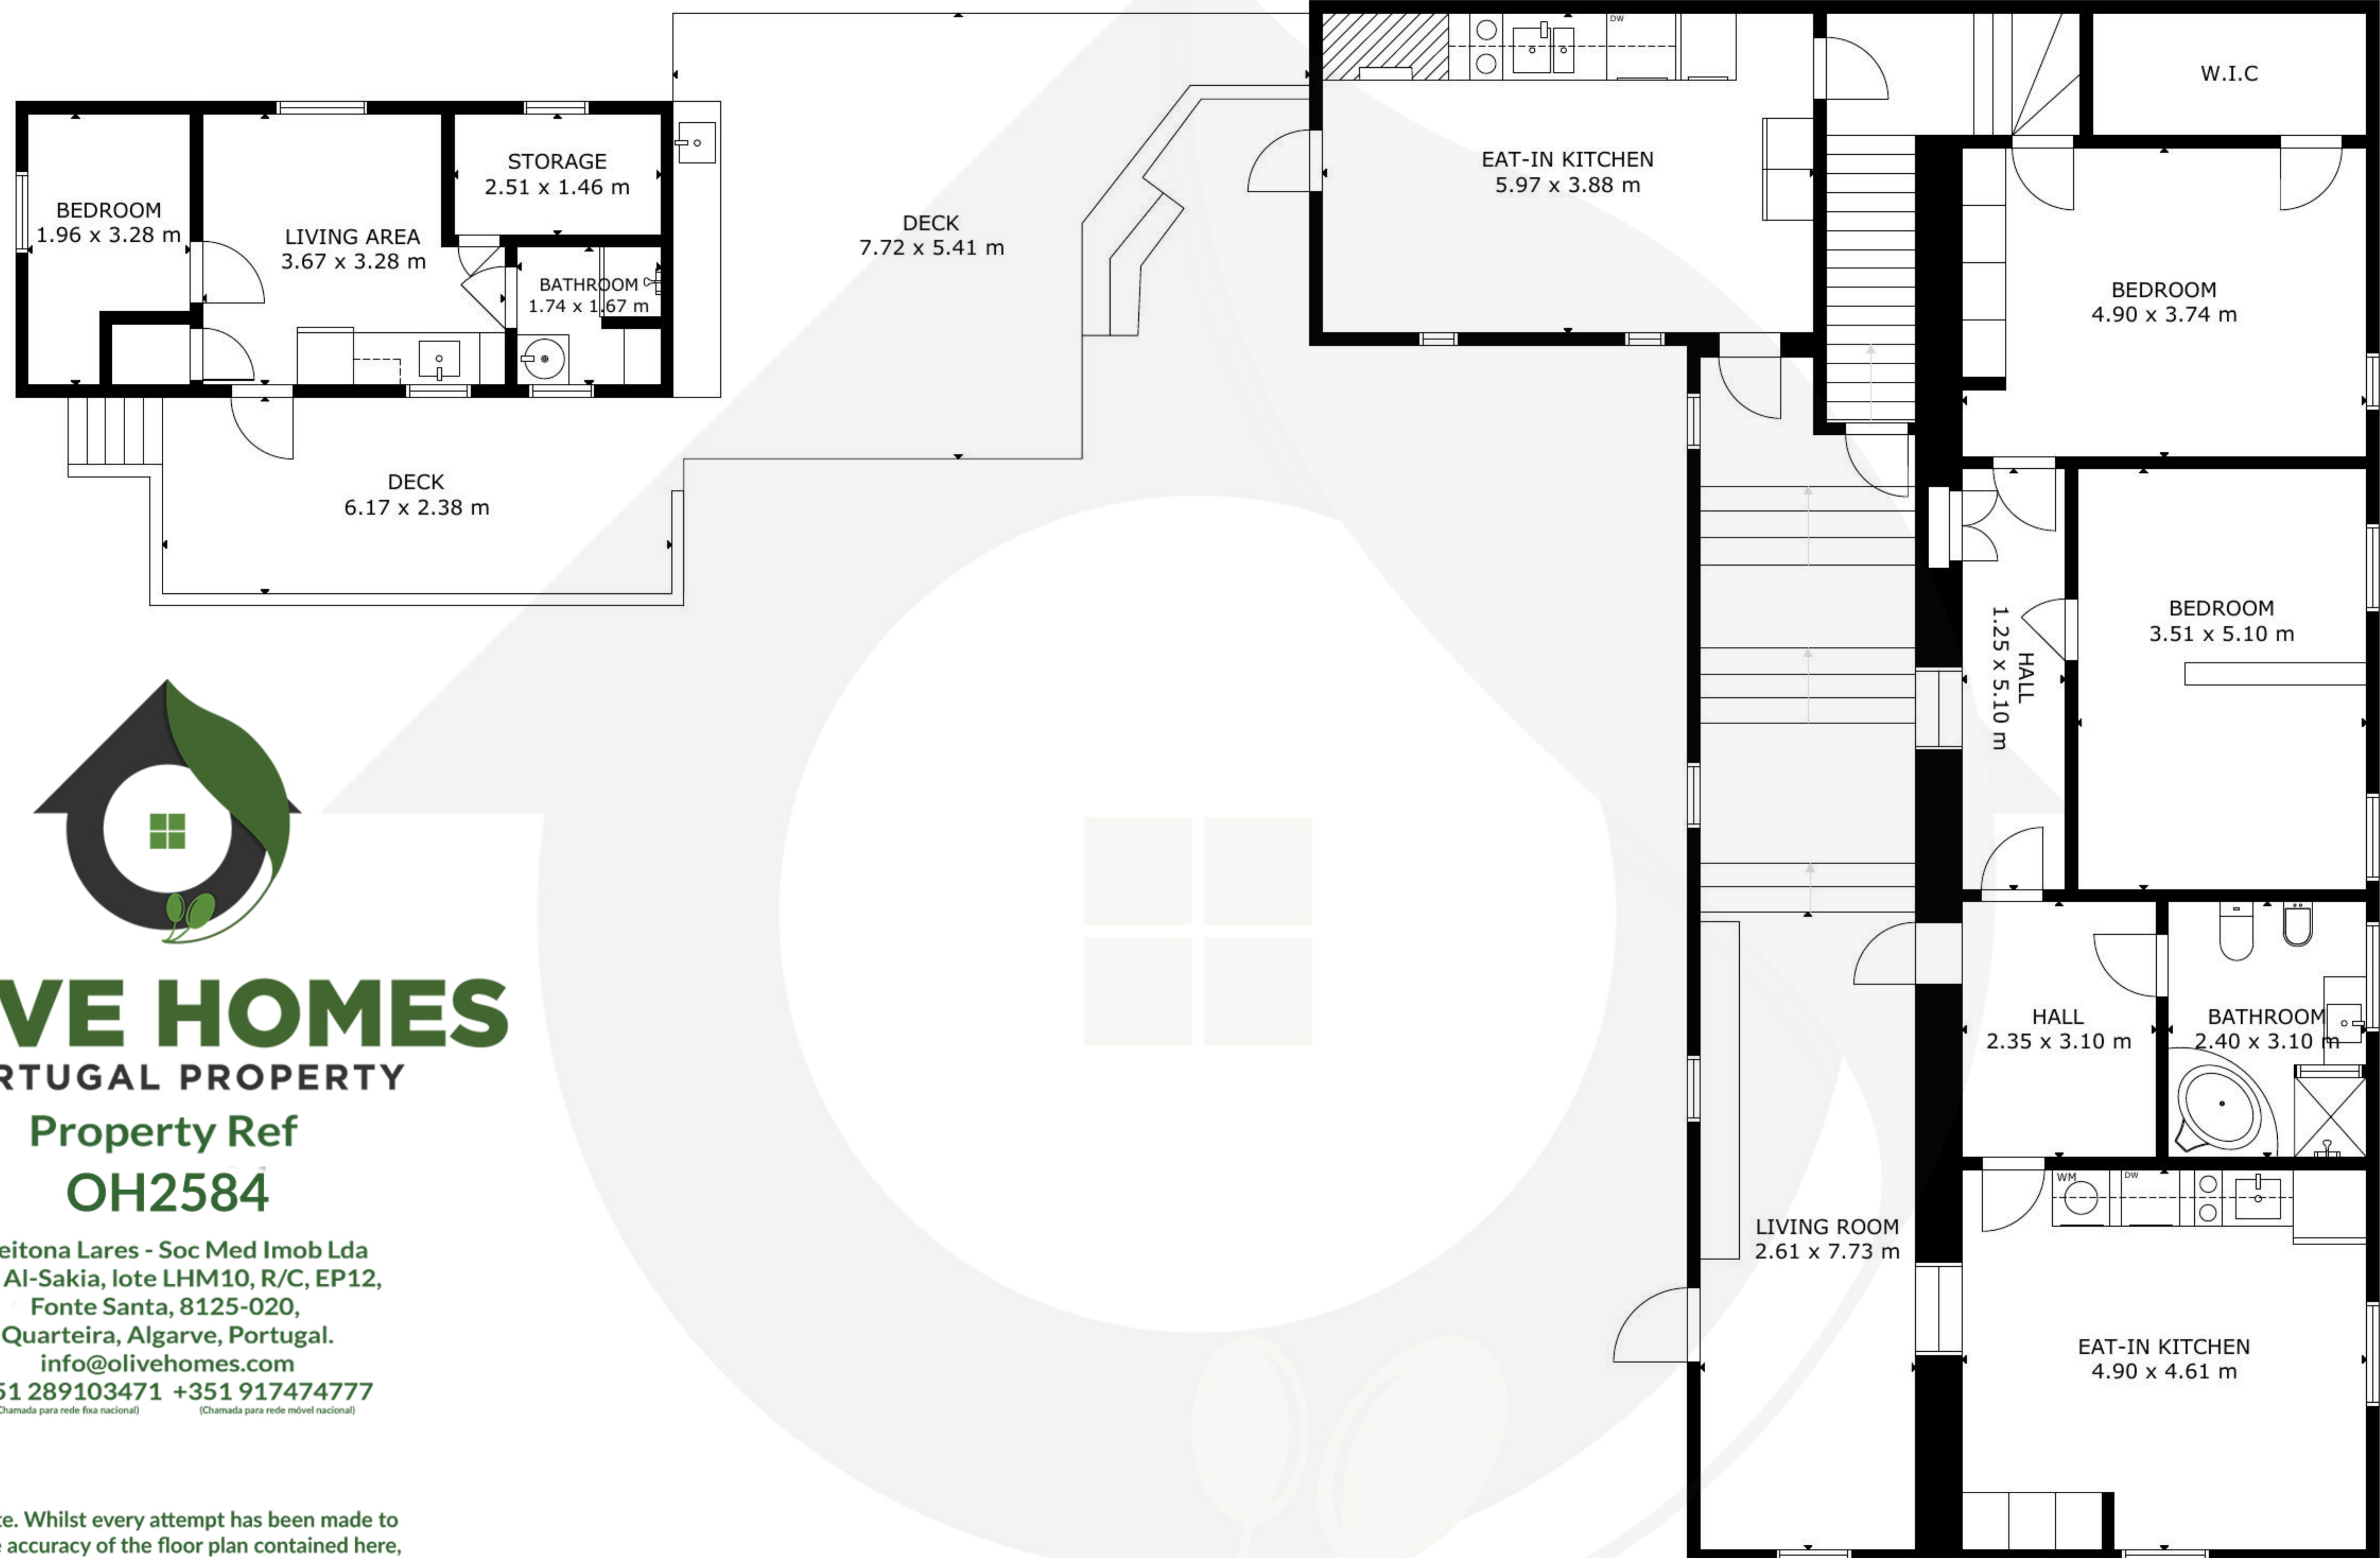 W.I.C
STORAGE
2.51 x 1.46 m
BEDROOM
1.96 x 3.28 m
LIVING AREA
3.67 x 3.28 m
BATHROOM
1.74 x 1.67 m
DECK
7.72 x 5.41 m
DW
EAT-IN KITCHEN
5.97 x 3.88 m
BEDROOM
4.90 x 3.74 m
DECK
6.17 x 2.38 m
BEDROOM
3.51 x 5.10 m
HALL
1.25 x 5.10 m
HALL
2.35 x 3.10 m
BATHROOM
2.40 x 3.10 m
WM
DW
LIVING ROOM
2.61 x 7.73 m
EAT-IN KITCHEN
4.90 x 4.61 m
VE HOMES
RTUGAL PROPERTY
Property Ref
OH2584
eitona Lares - Soc Med Imob Lda
Al-Sakia, lote LHM10, R/C, EP12,
Fonte Santa, 8125-020,
Quarteira, Algarve, Portugal.
info@olivehomes.com
51 289103471 +351 917474777
Chamada para rede fixa nacional) (Chamada para rede móvel nacional)
te. Whilst every attempt has been made to
e accuracy of the floor plan contained here,